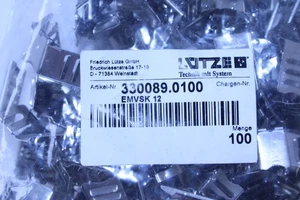 Friedrich Lütze GmbH
Bruckwiesenstraße 17-19
D - 71384 Weinstadt
LÜTZE
Technik mit System
Artikel-Nr. 330089.0100 Chargen-Nr.
EMVSK 12
Menge
100